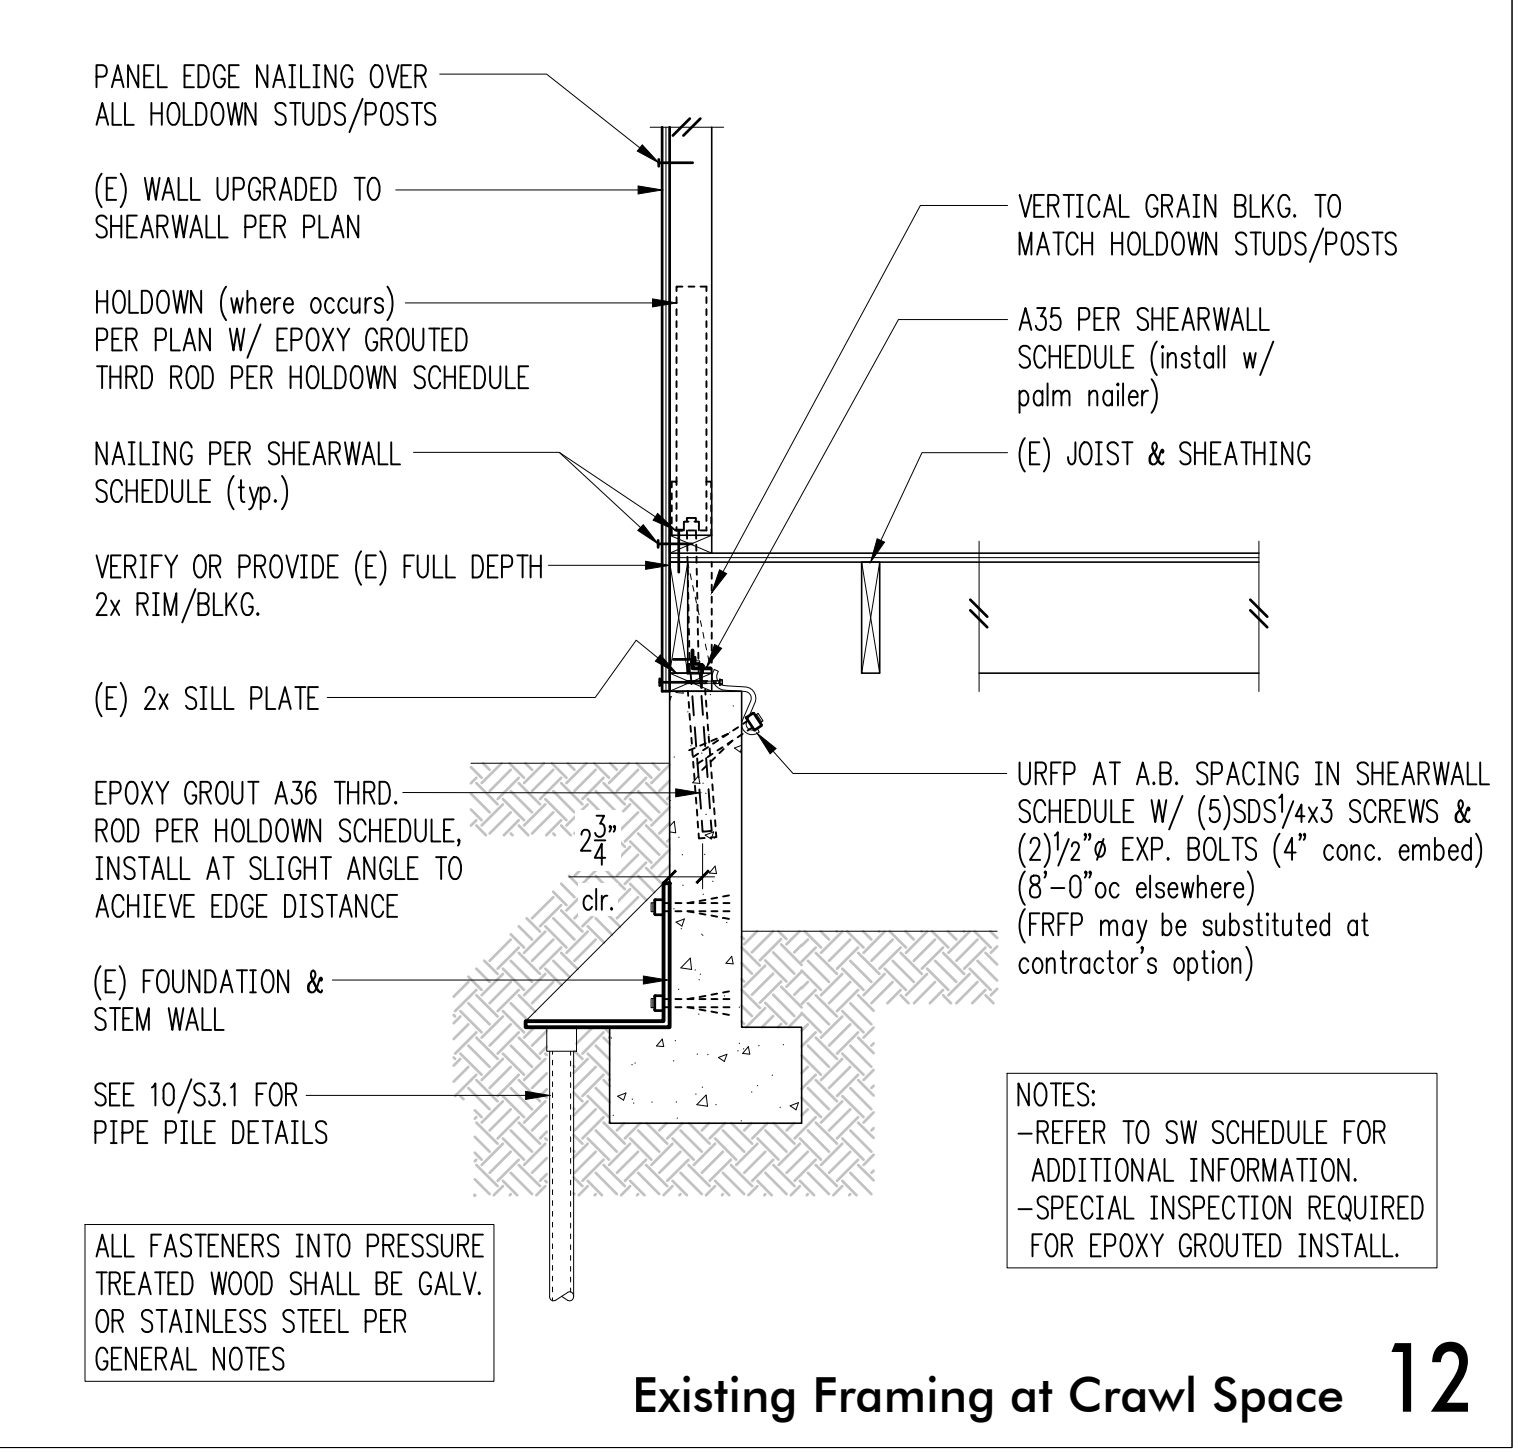 PANEL EDGE NAILING OVER
ALL HOLDOWN STUDS/POSTS
(E) WALL UPGRADED TO
SHEARWALL PER PLAN
HOLDOWN (where occurs)
PER PLAN W/ EPOXY GROUTED
THRD ROD PER HOLDOWN SCHEDULE
NAILING PER SHEARWALL
SCHEDULE (typ.)
VERIFY OR PROVIDE (E) FULL DEPTH
2x RIM/BLKG.
(E) 2x SILL PLATE
EPOXY GROUT A36 THRD.
ROD PER HOLDOWN SCHEDULE,
INSTALL AT SLIGHT ANGLE TO
ACHIEVE EDGE DISTANCE
(E) FOUNDATION &
STEM WALL
SEE 10/S3.1 FOR
PIPE PILE DETAILS
ALL FASTENERS INTO PRESSURE
TREATED WOOD SHALL BE GALV.
OR STAINLESS STEEL PER
GENERAL NOTES
2 3/4"
clr.
VERTICAL GRAIN BLKG. TO
MATCH HOLDOWN STUDS/POSTS
A35 PER SHEARWALL
SCHEDULE (install w/
palm nailer)
(E) JOIST & SHEATHING
URFP AT A.B. SPACING IN SHEARWALL
SCHEDULE W/ (5)SDS1/4x3 SCREWS &
(2)1/2"ø EXP. BOLTS (4" conc. embed)
(8'-0"oc elsewhere)
(FRFP may be substituted at
contractor's option)
NOTES:
-REFER TO SW SCHEDULE FOR
ADDITIONAL INFORMATION.
-SPECIAL INSPECTION REQUIRED
FOR EPOXY GROUTED INSTALL.
Existing Framing at Crawl Space 12